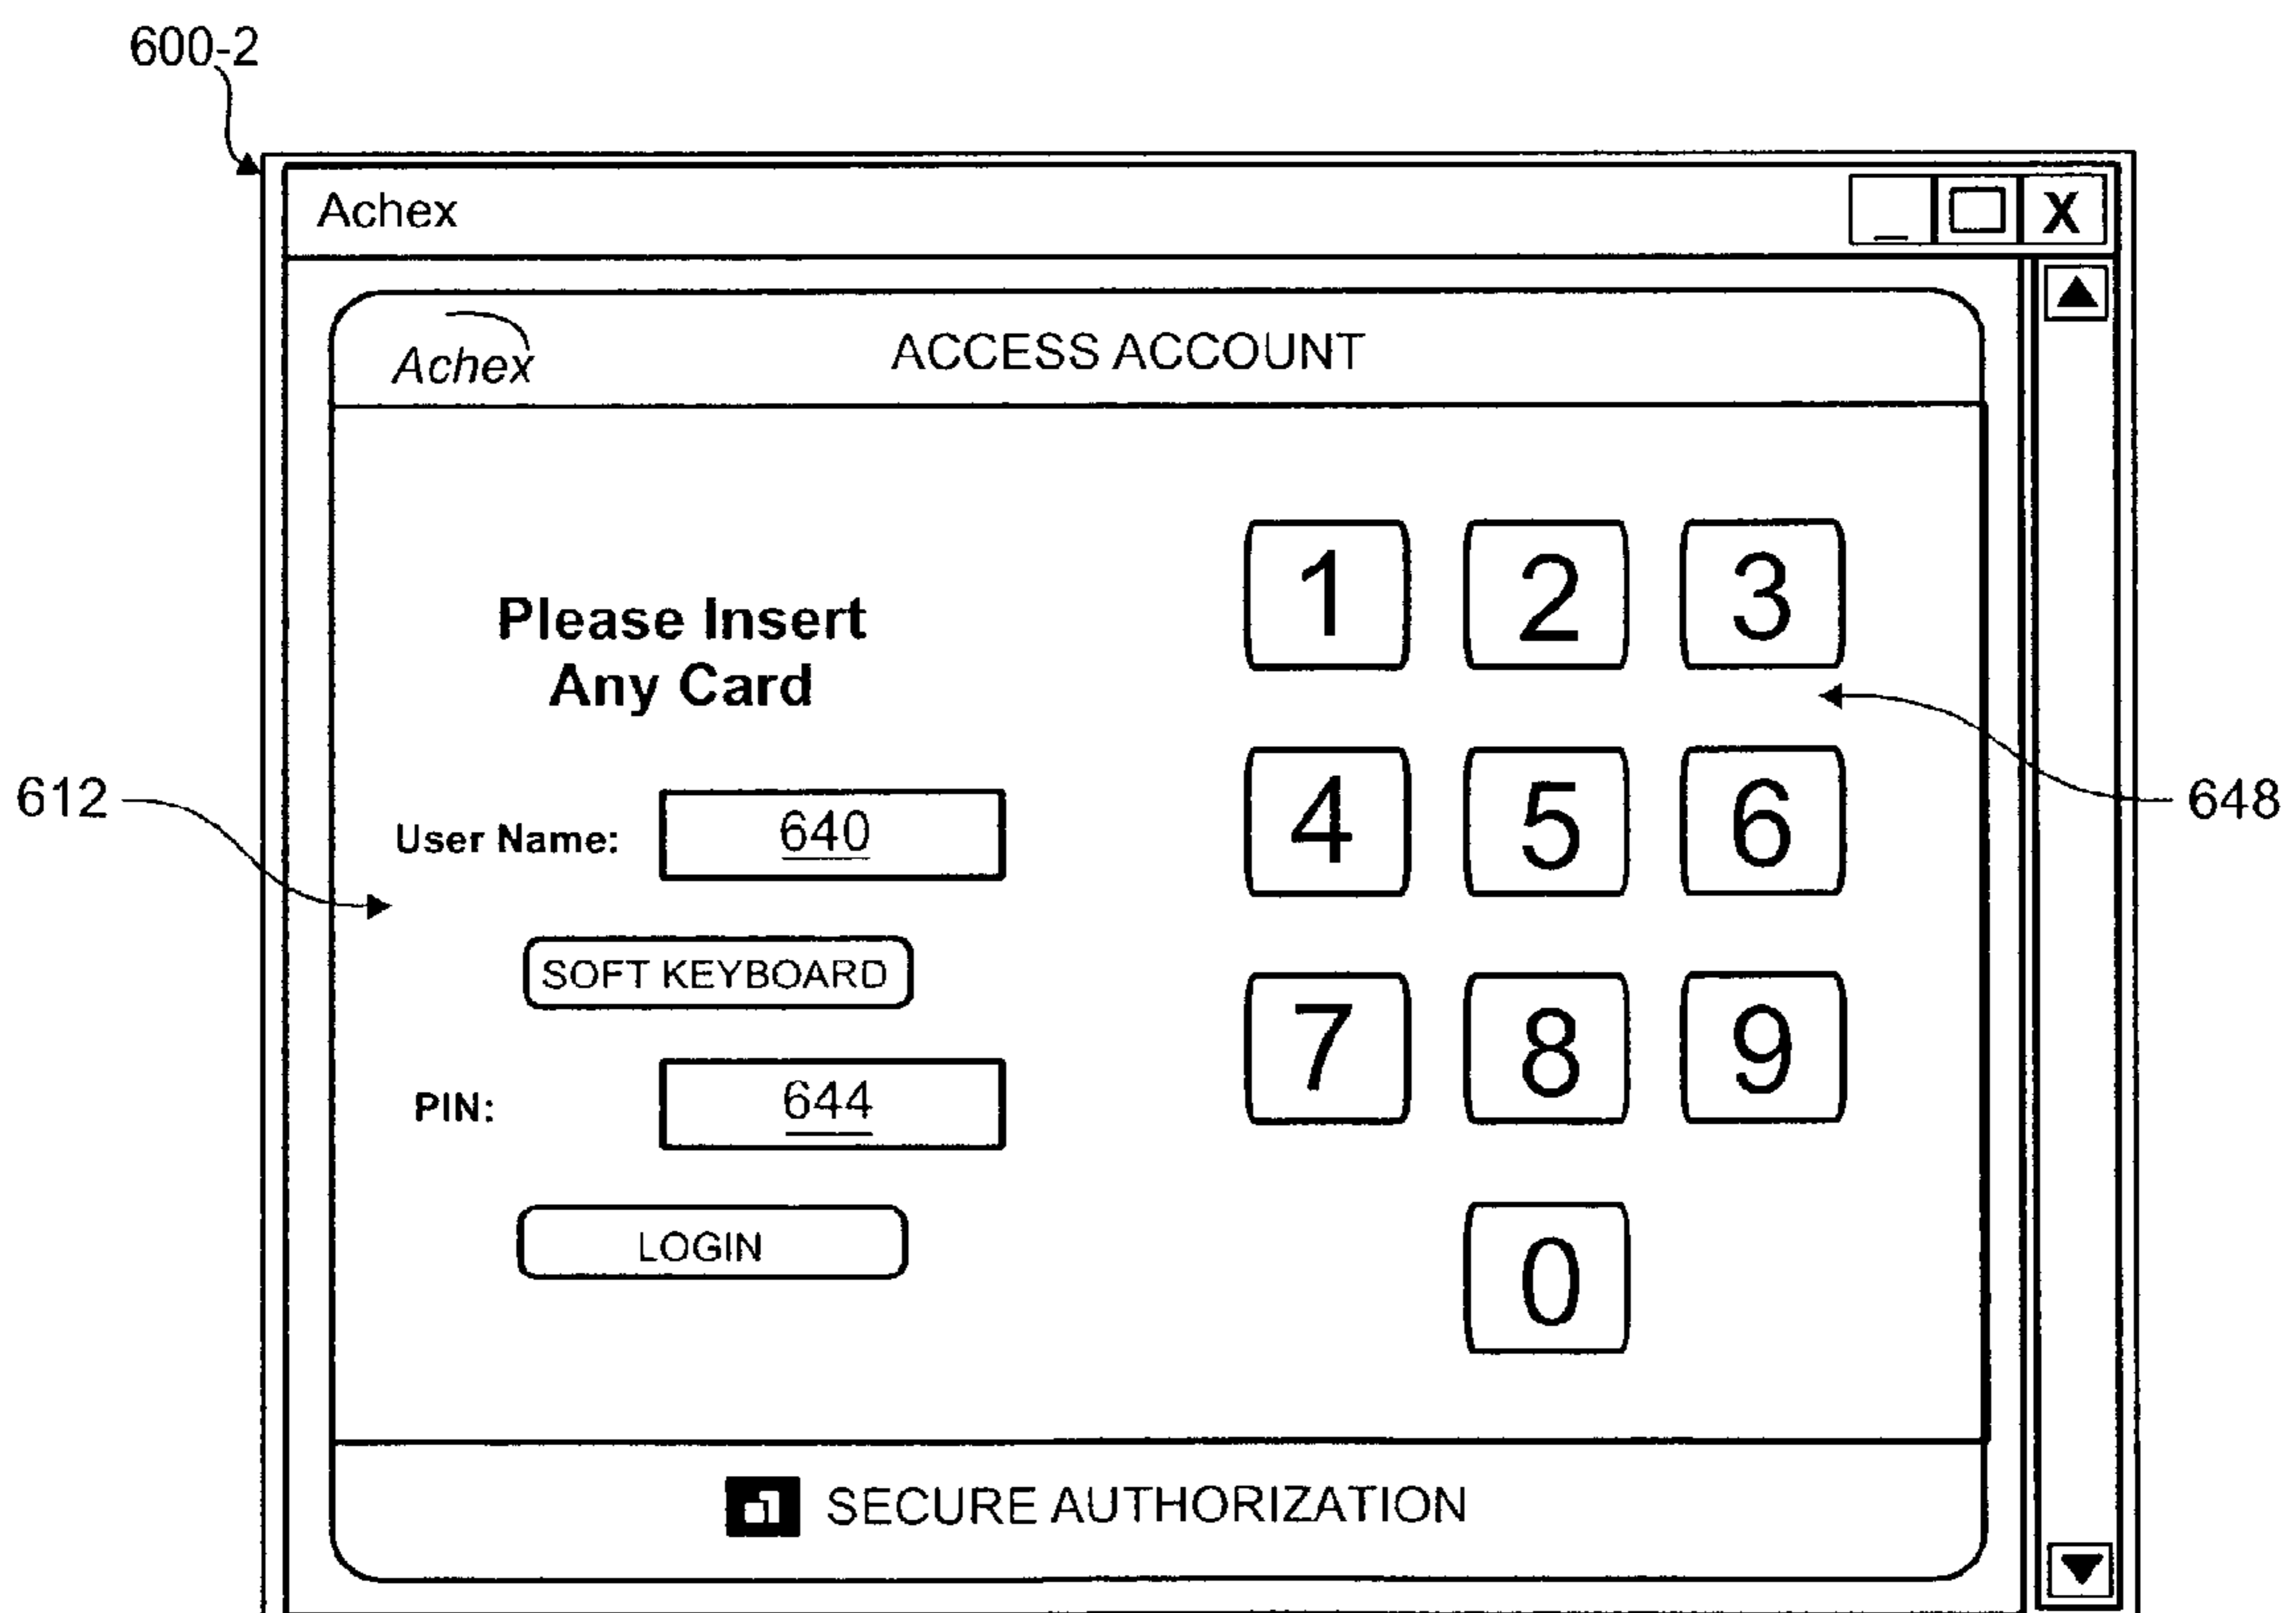 600-2
Achex
X
Achex
ACCESS ACCOUNT
Please Insert
Any Card
1 2 3
648
612
User Name: 640
4 5 6
SOFT KEYBOARD
7 8 9
PIN: 644
LOGIN
0
SECURE AUTHORIZATION